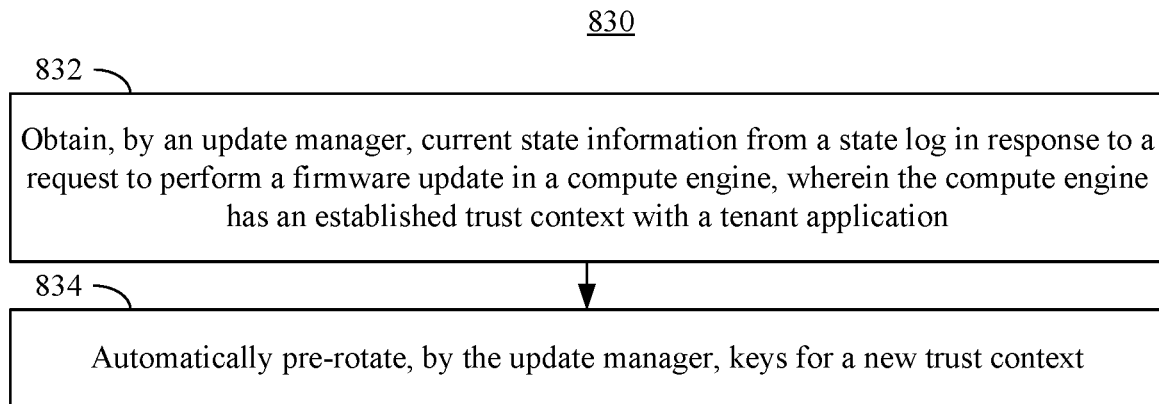 830
832
Obtain, by an update manager, current state information from a state log in response to a
request to perform a firmware update in a compute engine, wherein the compute engine
has an established trust context with a tenant application
834
Automatically pre-rotate, by the update manager, keys for a new trust context